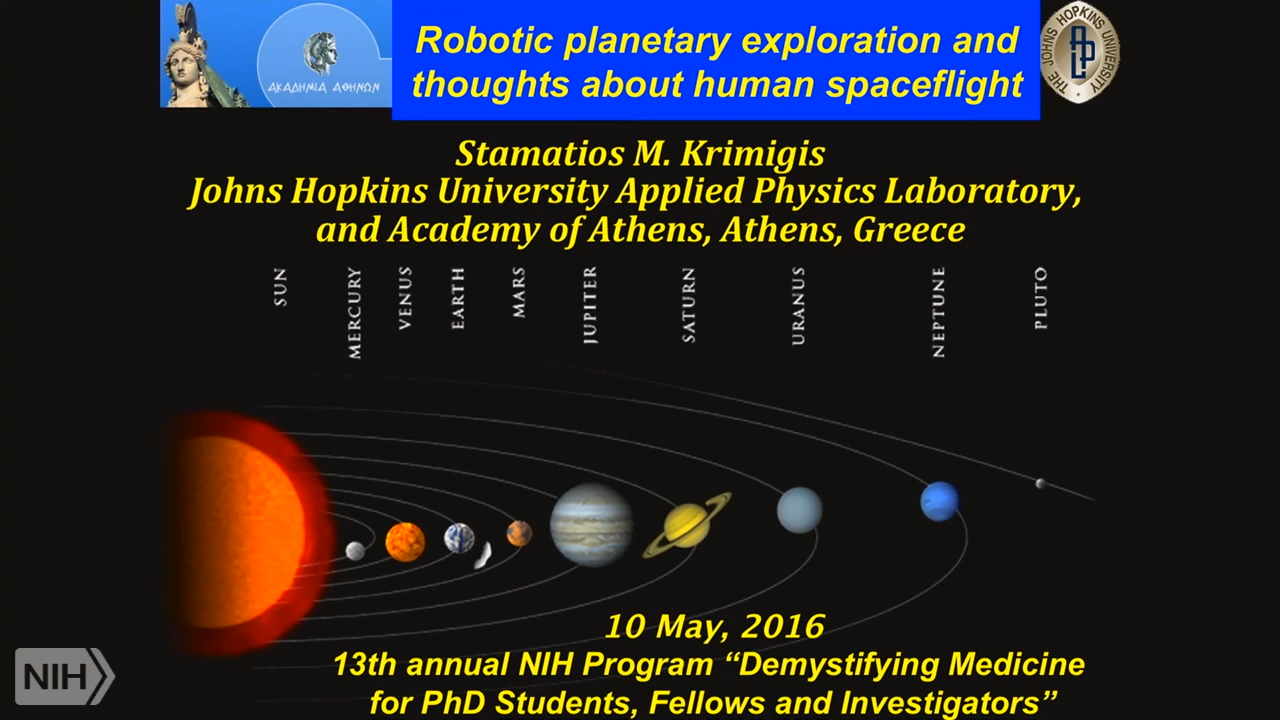 ΑΚΑΔΗΜΙΑ ΑΘΗΝΩΝ
Robotic planetary exploration and
thoughts about human spaceflight
THE JOHNS HOPKINS UNIVERSITY
APL
Stamatios M. Krimigis
Johns Hopkins University Applied Physics Laboratory,
and Academy of Athens, Athens, Greece
SUN
MERCURY
VENUS
EARTH
MARS
JUPITER
SATURN
URANUS
NEPTUNE
PLUTO
10 May, 2016
13th annual NIH Program “Demystifying Medicine
for PhD Students, Fellows and Investigators”
NIH